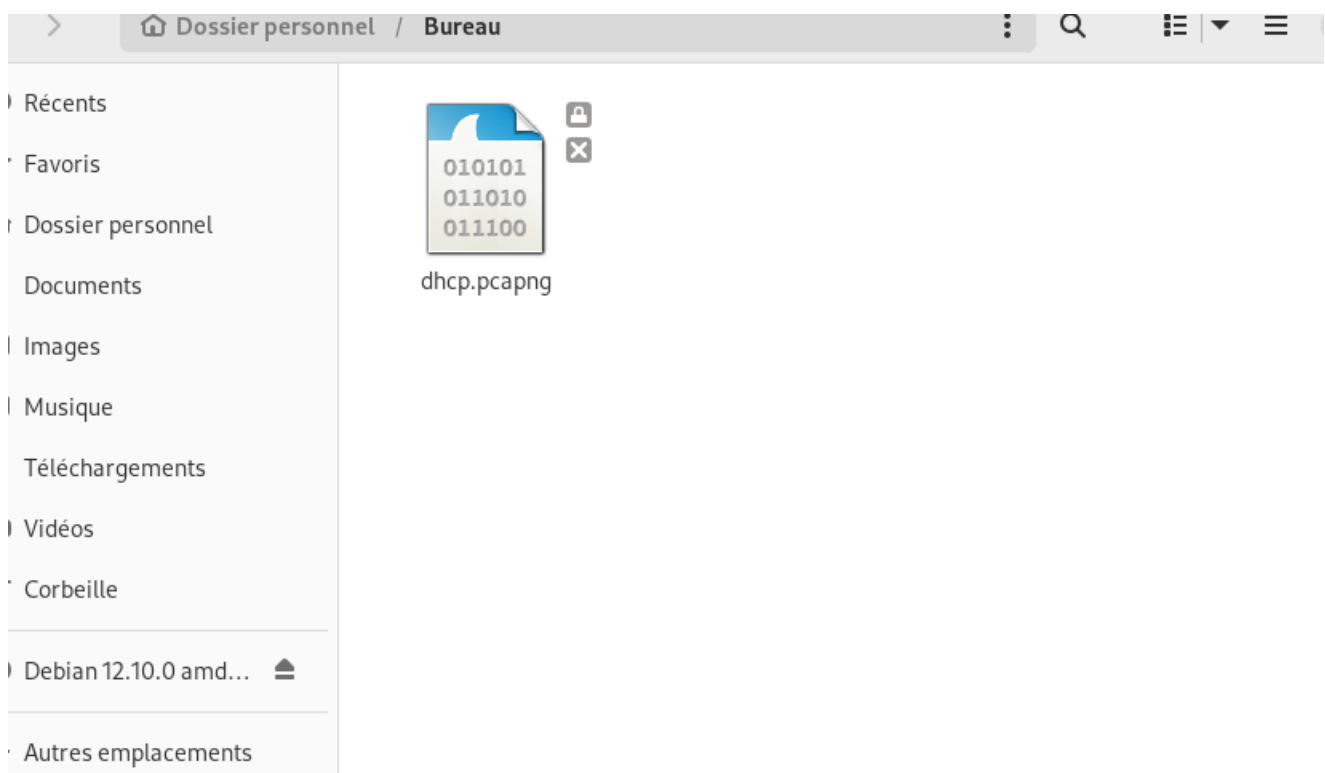 Dossier personnel / Bureau
Récents
Favoris
Dossier personnel
Documents
Images
Musique
Téléchargements
Vidéos
Corbeille
Debian 12.10.0 amd…
Autres emplacements
010101
011010
011100
dhcp.pcapng